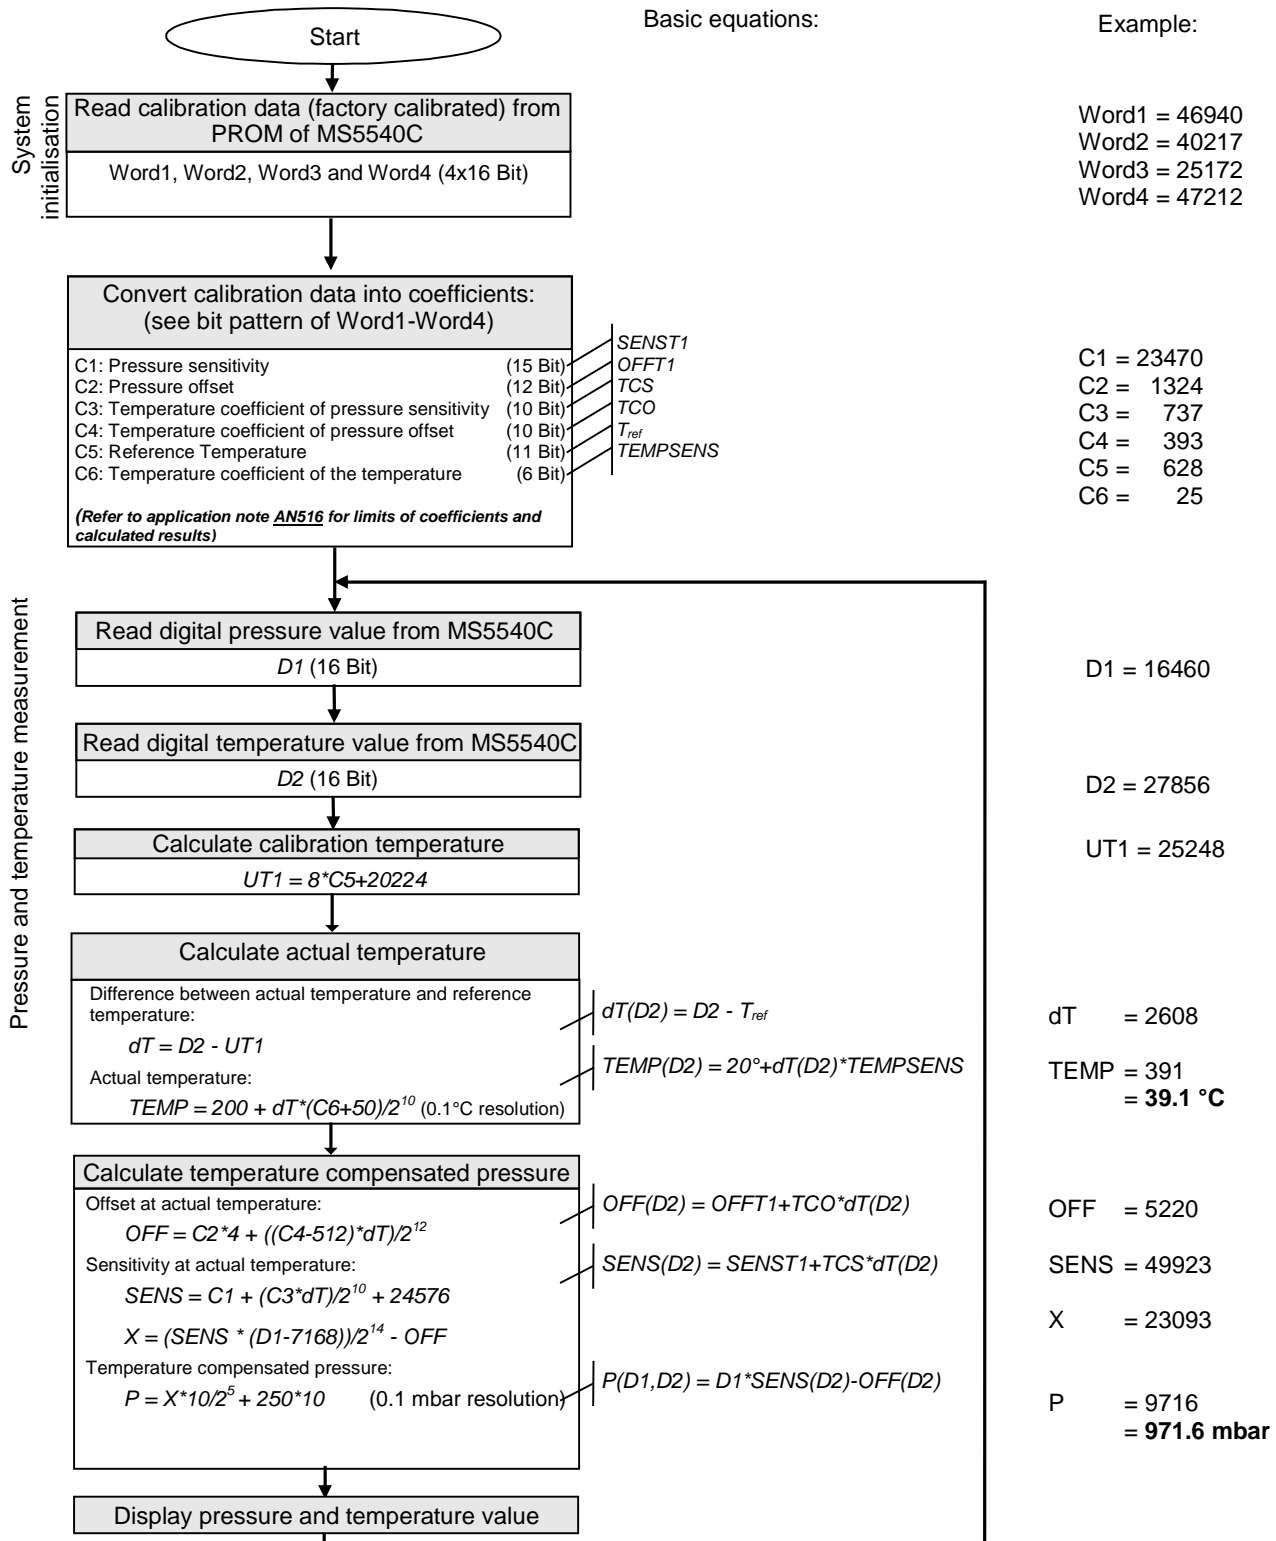 Basic equations:
Example:
Start
System
initialisation
Read calibration data (factory calibrated) from
PROM of MS5540C
Word1, Word2, Word3 and Word4 (4x16 Bit)
Word1 = 46940
Word2 = 40217
Word3 = 25172
Word4 = 47212
Convert calibration data into coefficients:
(see bit pattern of Word1-Word4)
C1: Pressure sensitivity (15 Bit) SENST1
C2: Pressure offset (12 Bit) OFFT1
C3: Temperature coefficient of pressure sensitivity (10 Bit) TCS
C4: Temperature coefficient of pressure offset (10 Bit) TCO
C5: Reference Temperature (11 Bit) Tref
C6: Temperature coefficient of the temperature (6 Bit) TEMPSENS
(Refer to application note AN516 for limits of coefficients and
calculated results)
C1 = 23470
C2 = 1324
C3 = 737
C4 = 393
C5 = 628
C6 = 25
Pressure and temperature measurement
Read digital pressure value from MS5540C
D1 (16 Bit)
D1 = 16460
Read digital temperature value from MS5540C
D2 (16 Bit)
D2 = 27856
Calculate calibration temperature
UT1 = 8*C5+20224
UT1 = 25248
Calculate actual temperature
Difference between actual temperature and reference
temperature:
dT = D2 - UT1
dT(D2) = D2 - Tref
dT = 2608
Actual temperature:
TEMP = 200 + dT*(C6+50)/2^10 (0.1°C resolution)
TEMP(D2) = 20°+dT(D2)*TEMPSENS
TEMP = 391
= 39.1 °C
Calculate temperature compensated pressure
Offset at actual temperature:
OFF = C2*4 + ((C4-512)*dT)/2^12
OFF(D2) = OFFT1+TCO*dT(D2)
OFF = 5220
Sensitivity at actual temperature:
SENS = C1 + (C3*dT)/2^10 + 24576
SENS(D2) = SENST1+TCS*dT(D2)
SENS = 49923
X = (SENS * (D1-7168))/2^14 - OFF
X = 23093
Temperature compensated pressure:
P = X*10/2^5 + 250*10 (0.1 mbar resolution)
P(D1,D2) = D1*SENS(D2)-OFF(D2)
P = 9716
= 971.6 mbar
Display pressure and temperature value